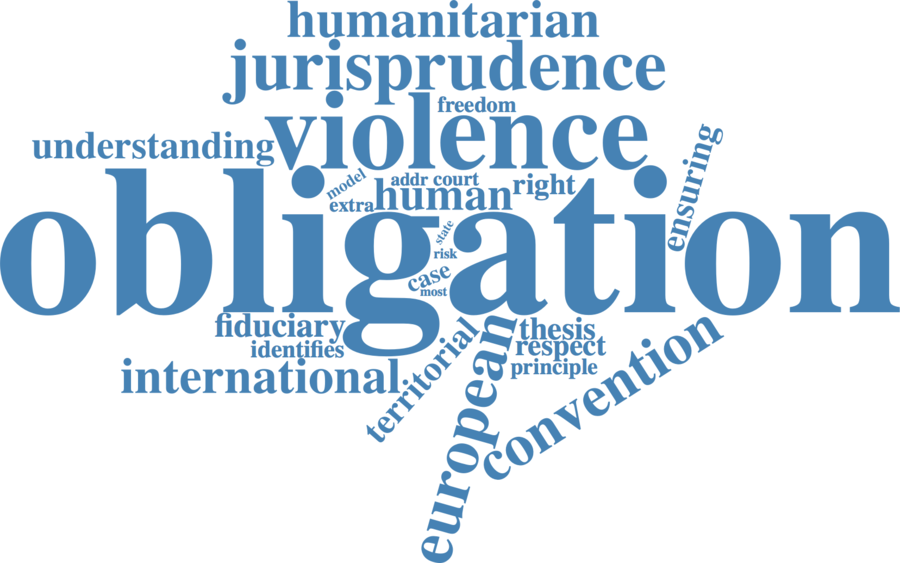 humanitarian
jurisprudence
freedom
violence
understanding
ensuring
model
addr court
right
extra
human
obligation
state
risk
case
most
fiduciary
thesis
identifies
respect
international
principle
territorial
european
convention